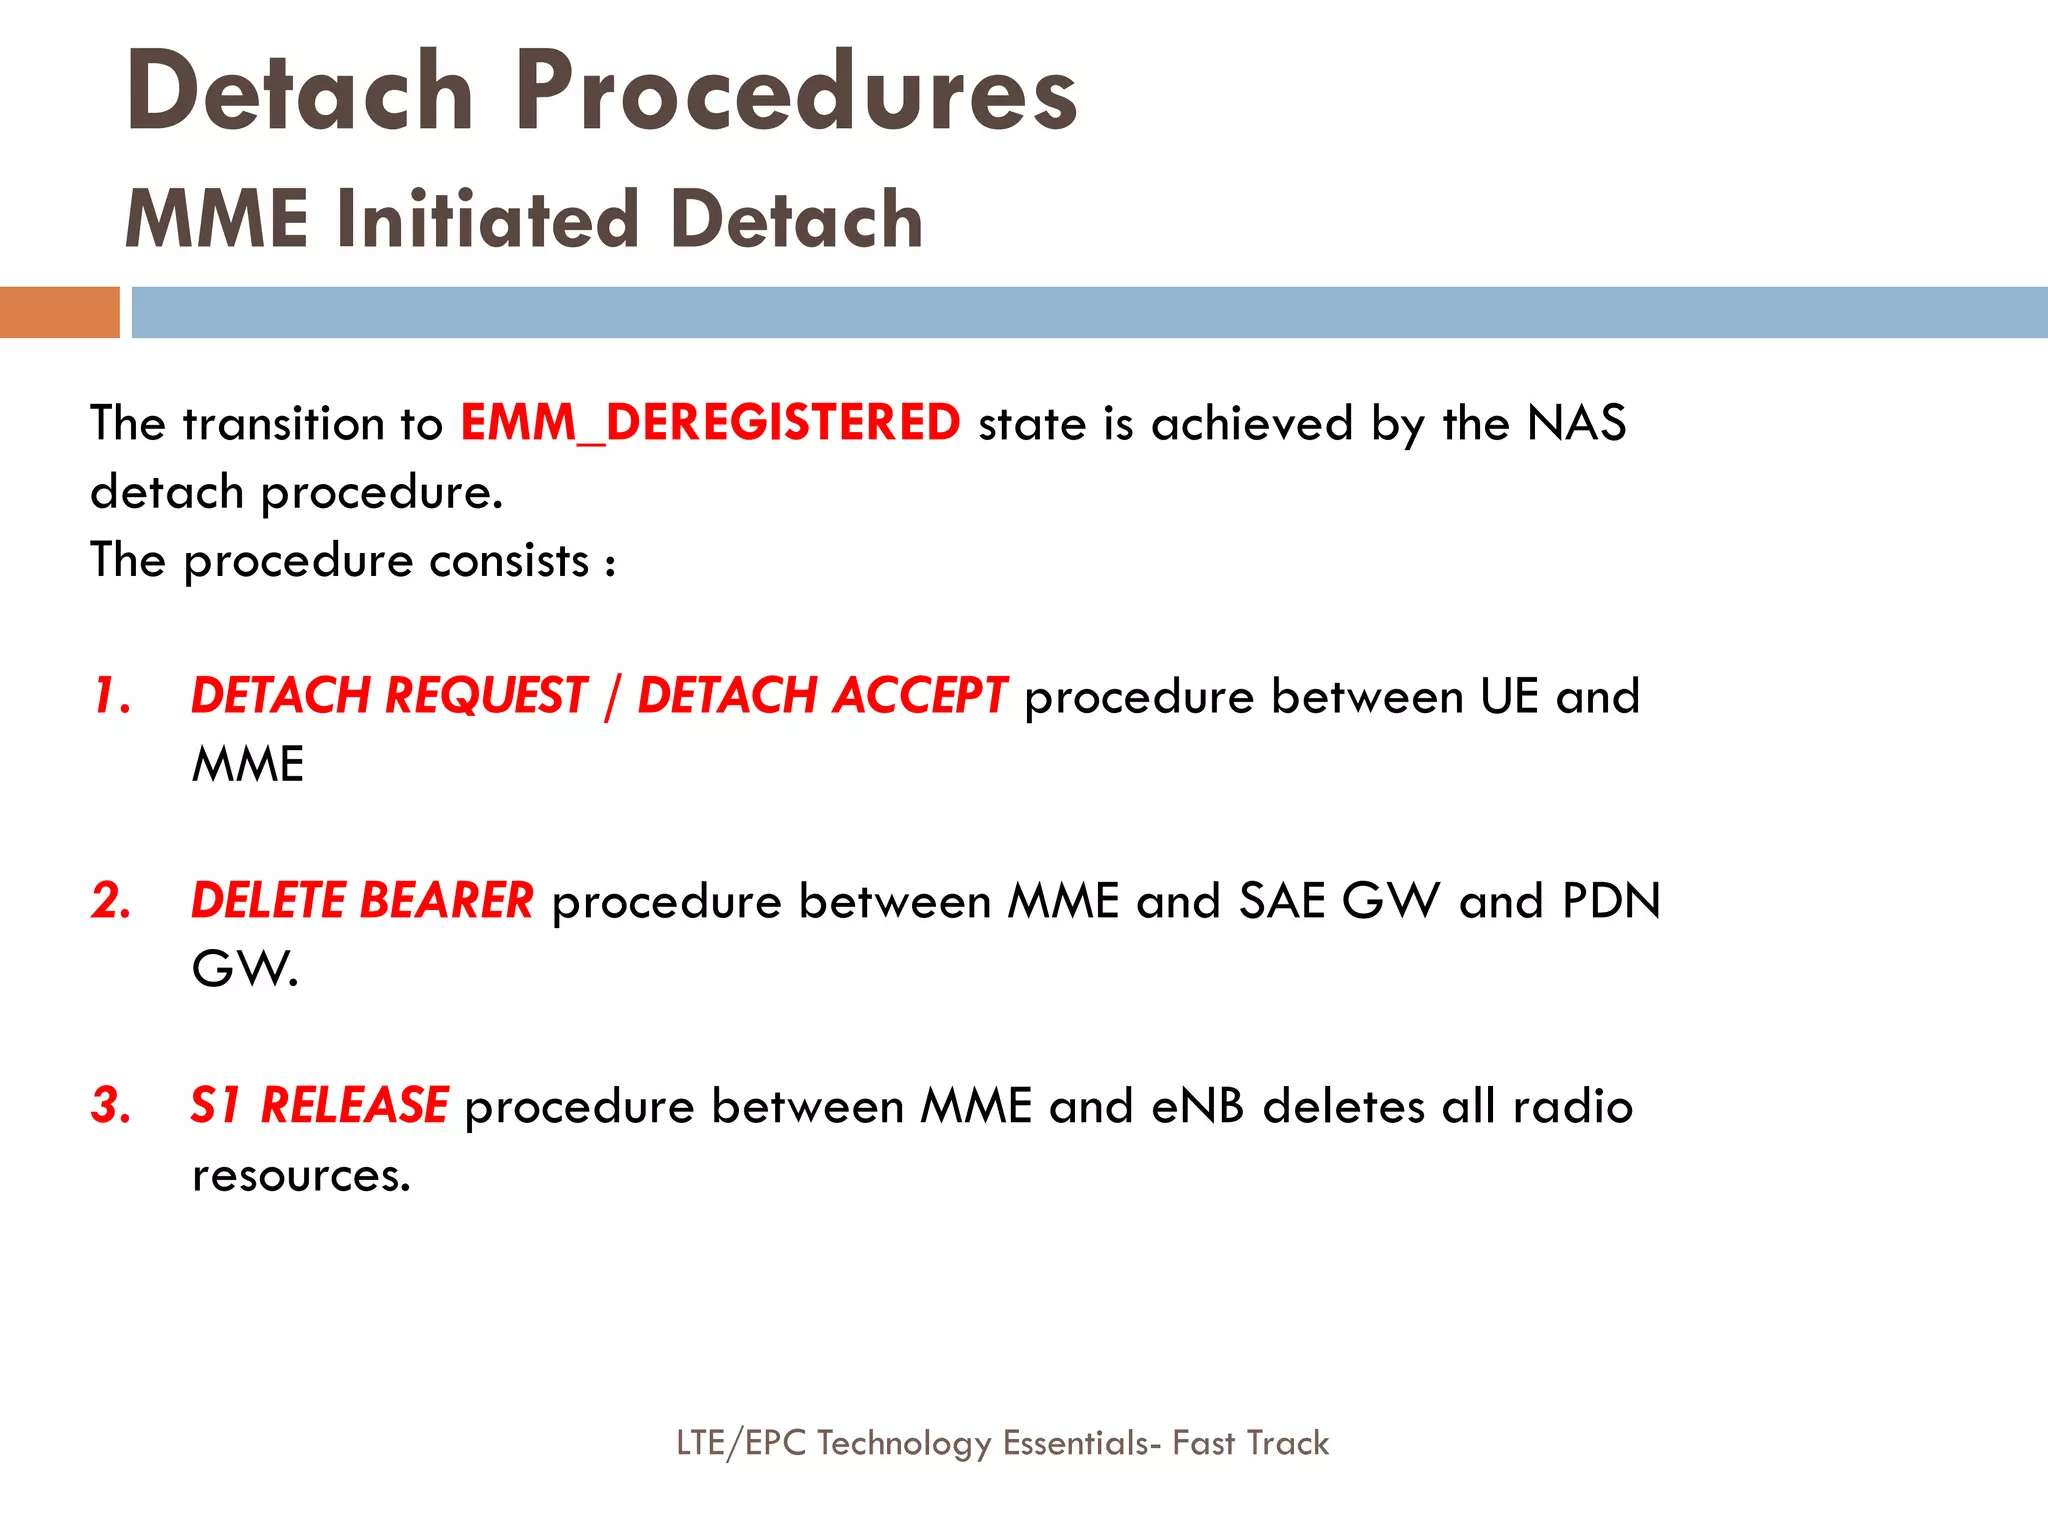 Detach Procedures
MME Initiated Detach
The transition to EMM_DEREGISTERED state is achieved by the NAS
detach procedure.
The procedure consists :
1. DETACH REQUEST / DETACH ACCEPT procedure between UE and
MME
2. DELETE BEARER procedure between MME and SAE GW and PDN
GW.
3. S1 RELEASE procedure between MME and eNB deletes all radio
resources.
LTE/EPC Technology Essentials- Fast Track